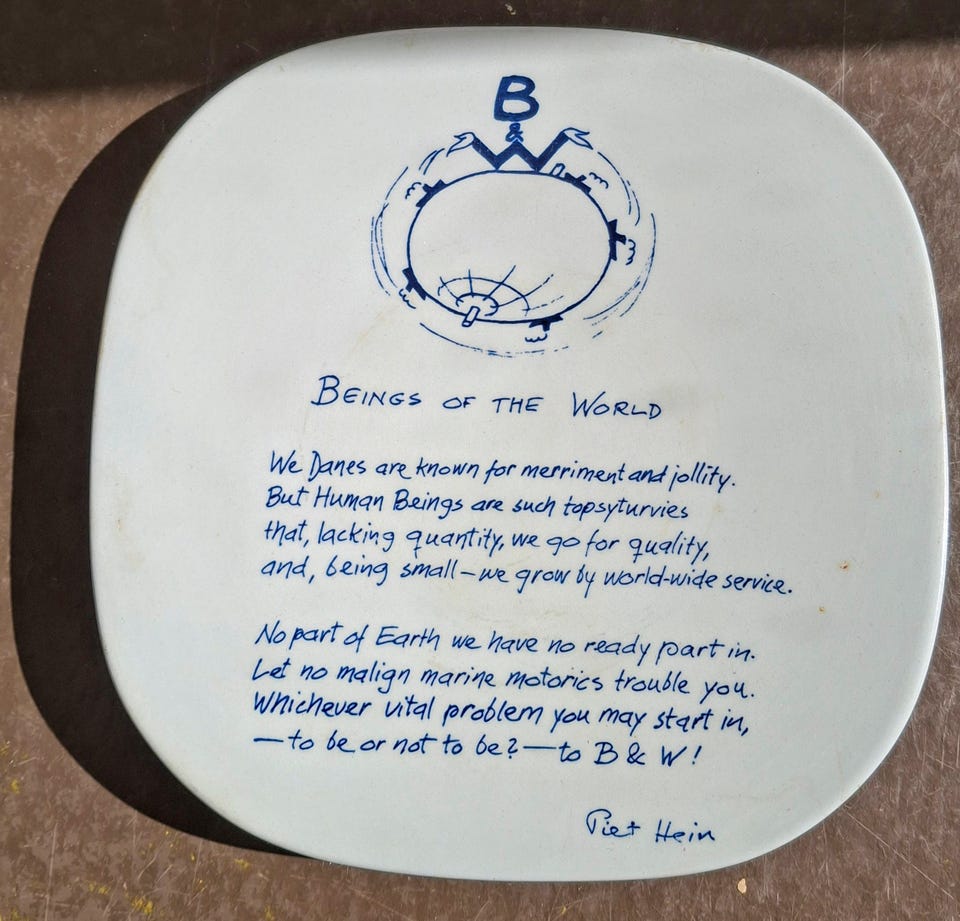 B
&
W
BEINGS OF THE WORLD
We Danes are known for merriment and jollity.
But Human Beings are such topsyturvies
that, lacking quantity, we go for quality,
and, being small – we grow by world-wide service.
No part of Earth we have no ready part in.
Let no malign marine motorics trouble you.
Whichever vital problem you may start in,
— to be or not to be? — to B & W!
Piet Hein